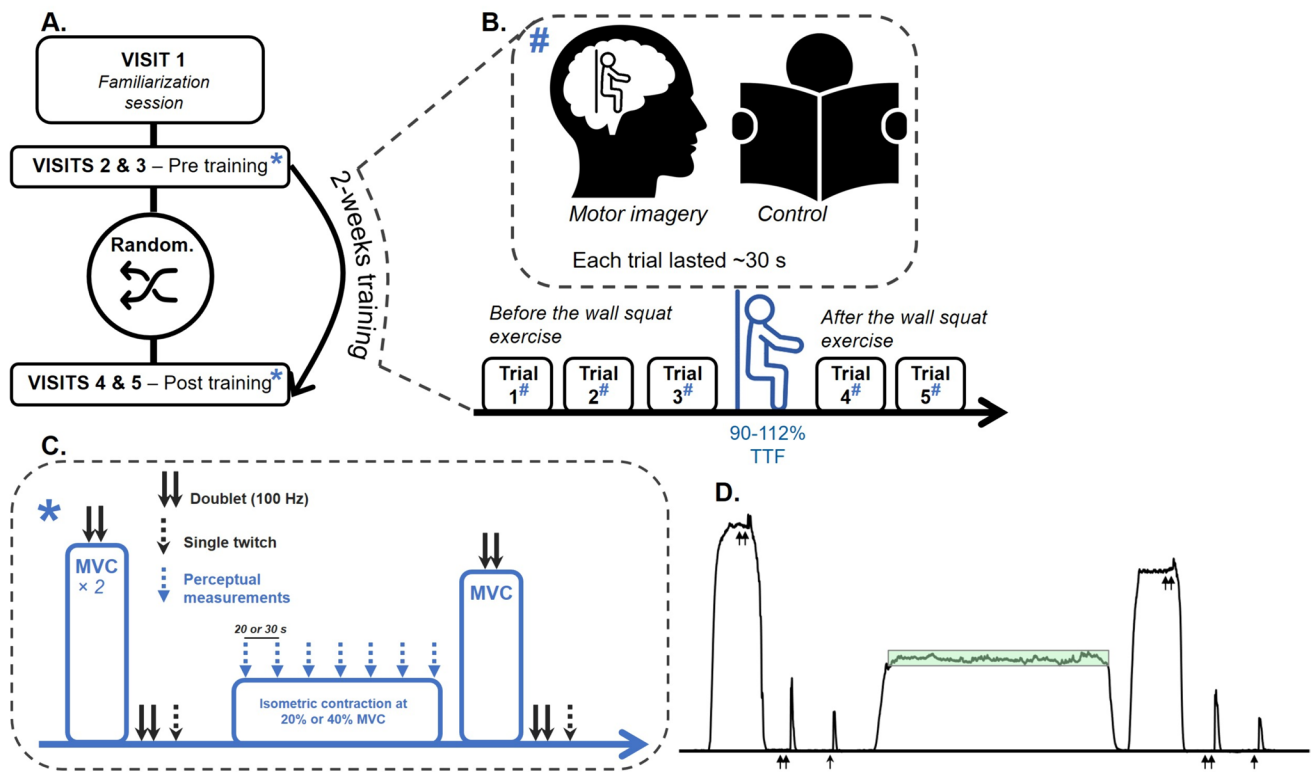 A.
VISIT 1
Familiarization
session
VISITS 2 & 3 – Pre training*
Random.
VISITS 4 & 5 – Post training*
2-weeks training
B.
#
Motor imagery
Control
Each trial lasted ~30 s
Before the wall squat
exercise
After the wall squat
exercise
Trial
1#
Trial
2#
Trial
3#
Trial
4#
Trial
5#
90-112%
TTF
C.
*
Doublet (100 Hz)
Single twitch
Perceptual
measurements
MVC
× 2
20 or 30 s
Isometric contraction at
20% or 40% MVC
MVC
D.